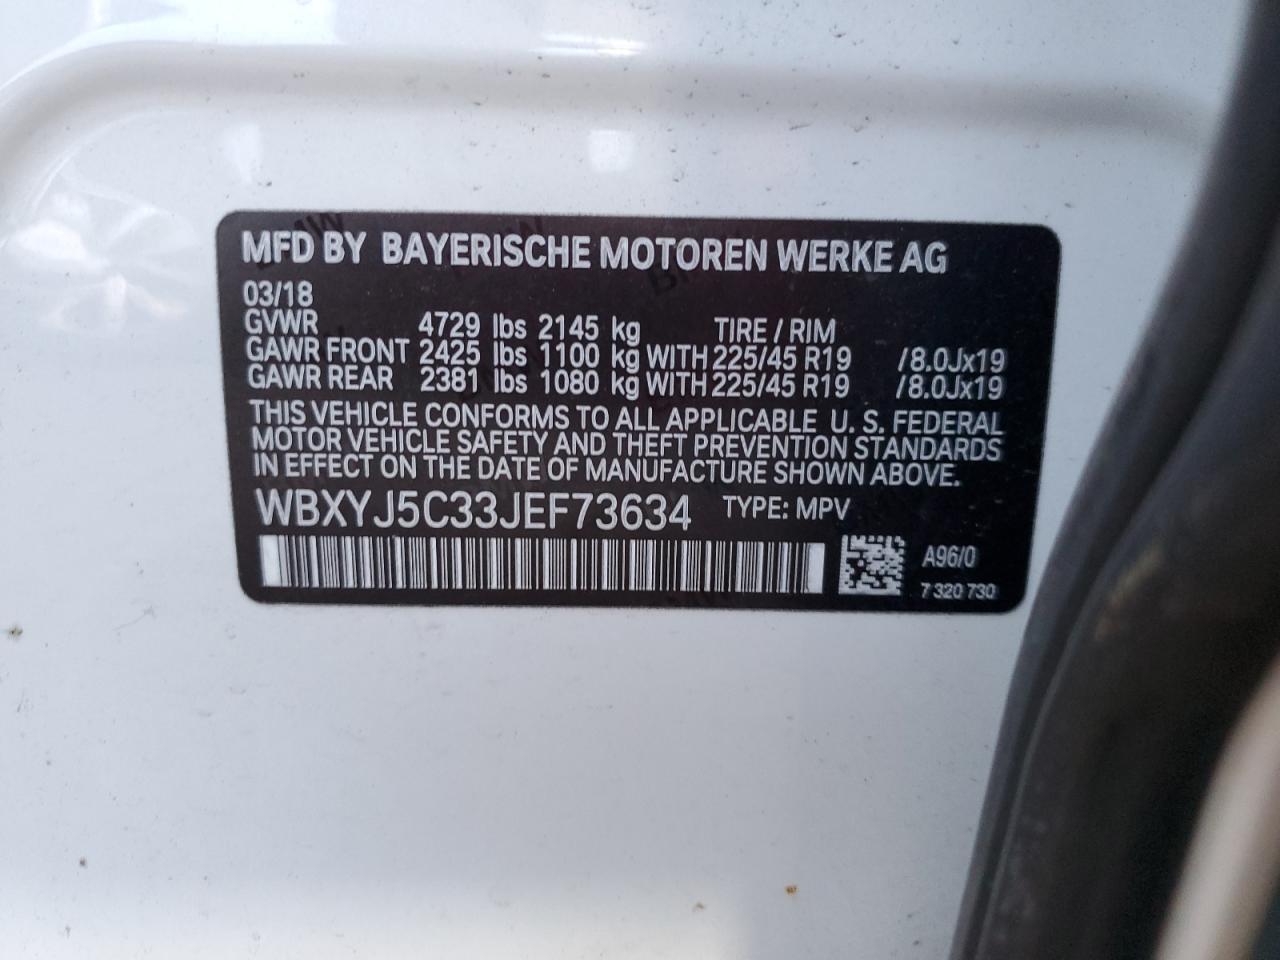 MFD BY BAYERISCHE MOTOREN WERKE AG
03/18
GVWR 4729 lbs 2145 kg TIRE / RIM
GAWR FRONT 2425 lbs 1100 kg WITH 225/45 R19 /8.0Jx19
GAWR REAR 2381 lbs 1080 kg WITH 225/45 R19 /8.0Jx19
THIS VEHICLE CONFORMS TO ALL APPLICABLE U. S. FEDERAL
MOTOR VEHICLE SAFETY AND THEFT PREVENTION STANDARDS
IN EFFECT ON THE DATE OF MANUFACTURE SHOWN ABOVE.
WBXYJ5C33JEF73634 TYPE: MPV
A96/0
7 320 730